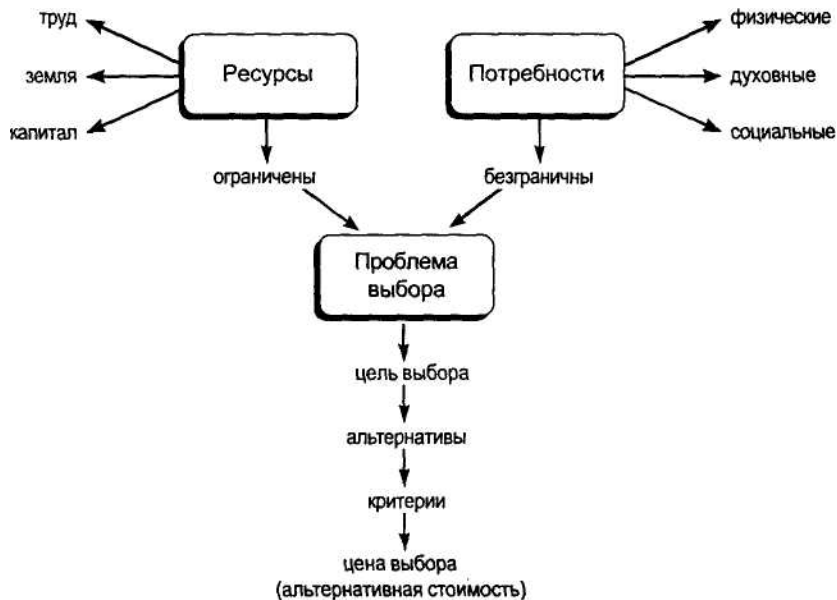 труд
земля
капитал
Ресурсы
Потребности
физические
духовные
социальные
ограничены
безграничны
Проблема
выбора
цель выбора
альтернативы
критерии
цена выбора
(альтернативная стоимость)